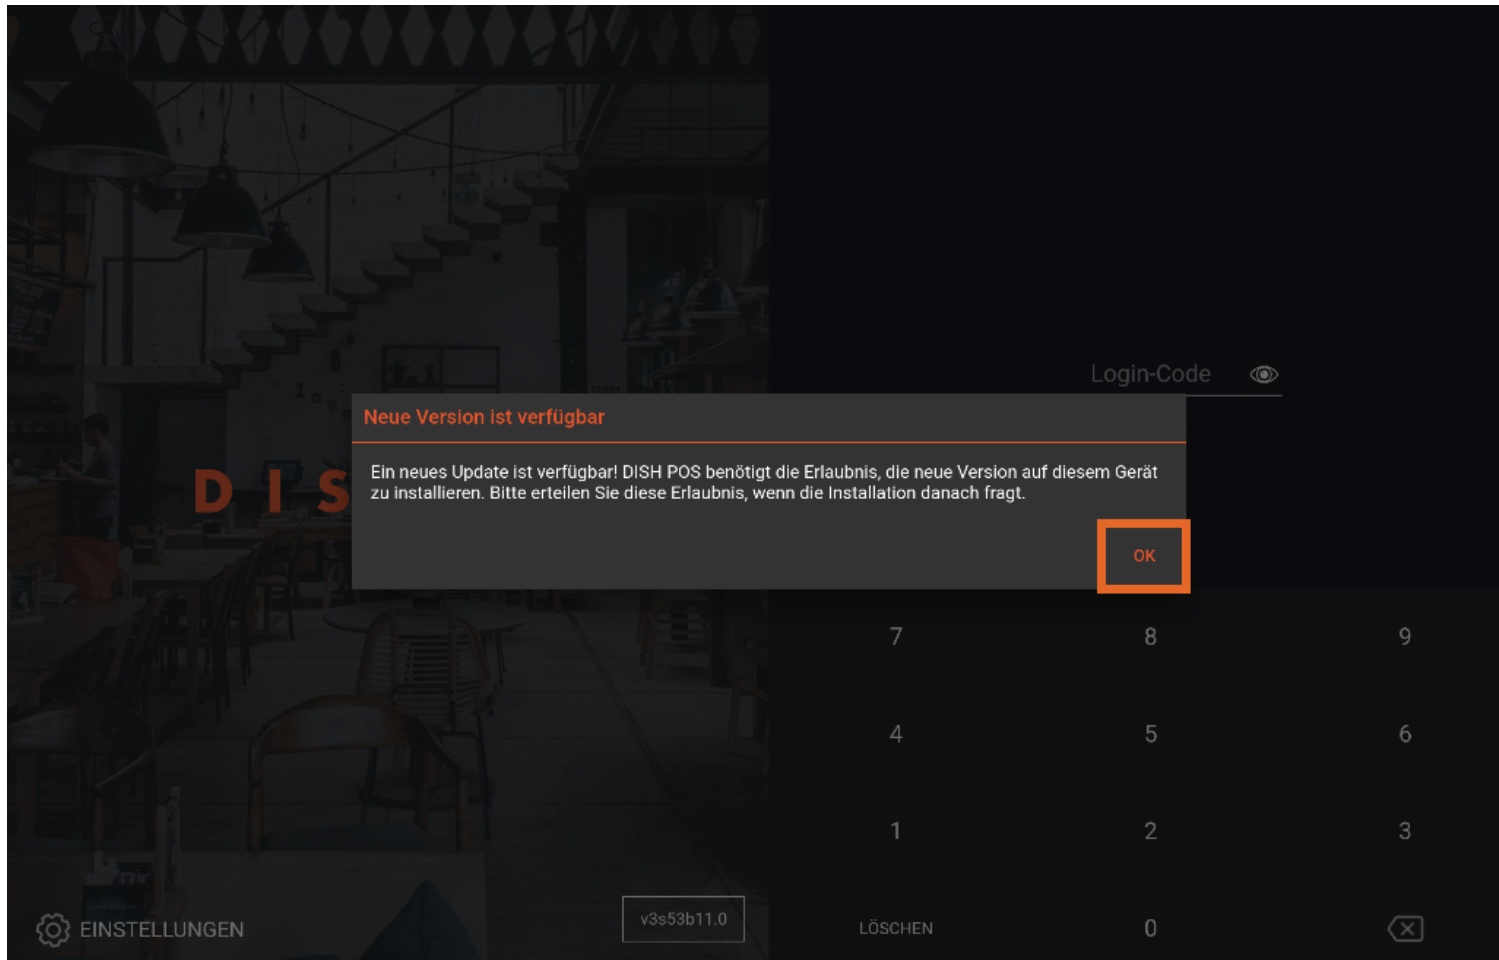 Login-Code
Neue Version ist verfügbar
Ein neues Update ist verfügbar! DISH POS benötigt die Erlaubnis, die neue Version auf diesem Gerät
zu installieren. Bitte erteilen Sie diese Erlaubnis, wenn die Installation danach fragt.
DIS
OK
7 8 9
4 5 6
1 2 3
EINSTELLUNGEN
v3s53b11.0
LÖSCHEN 0